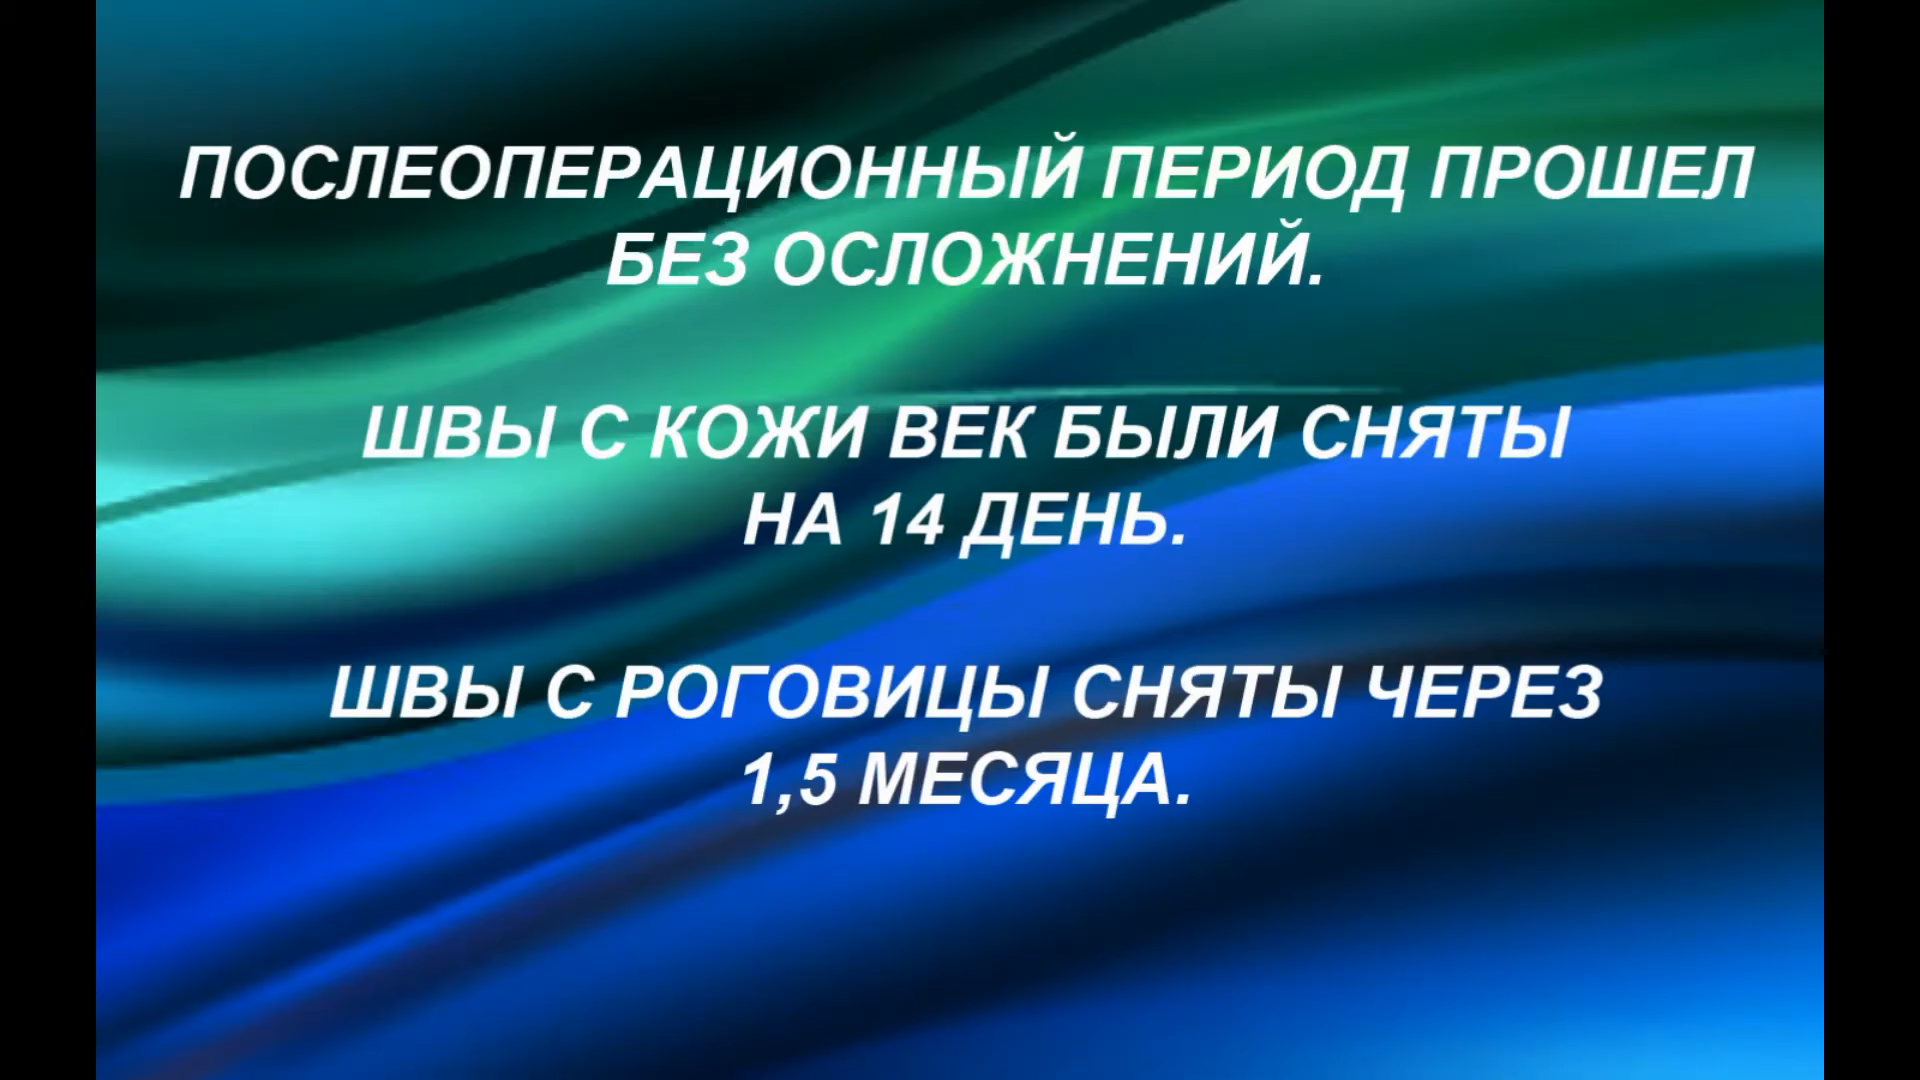 ПОСЛЕОПЕРАЦИОННЫЙ ПЕРИОД ПРОШЕЛ
БЕЗ ОСЛОЖНЕНИЙ.
ШВЫ С КОЖИ ВЕК БЫЛИ СНЯТЫ
НА 14 ДЕНЬ.
ШВЫ С РОГОВИЦЫ СНЯТЫ ЧЕРЕЗ
1,5 МЕСЯЦА.